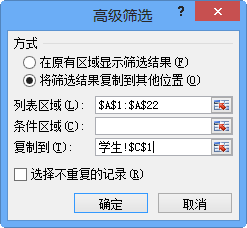 高级筛选
方式
在原有区域显示筛选结果(F)
将筛选结果复制到其他位置(O)
列表区域(L): $A$1:$A$22
条件区域(C):
复制到(T): 学生!$C$1
选择不重复的记录(R)
确定 取消